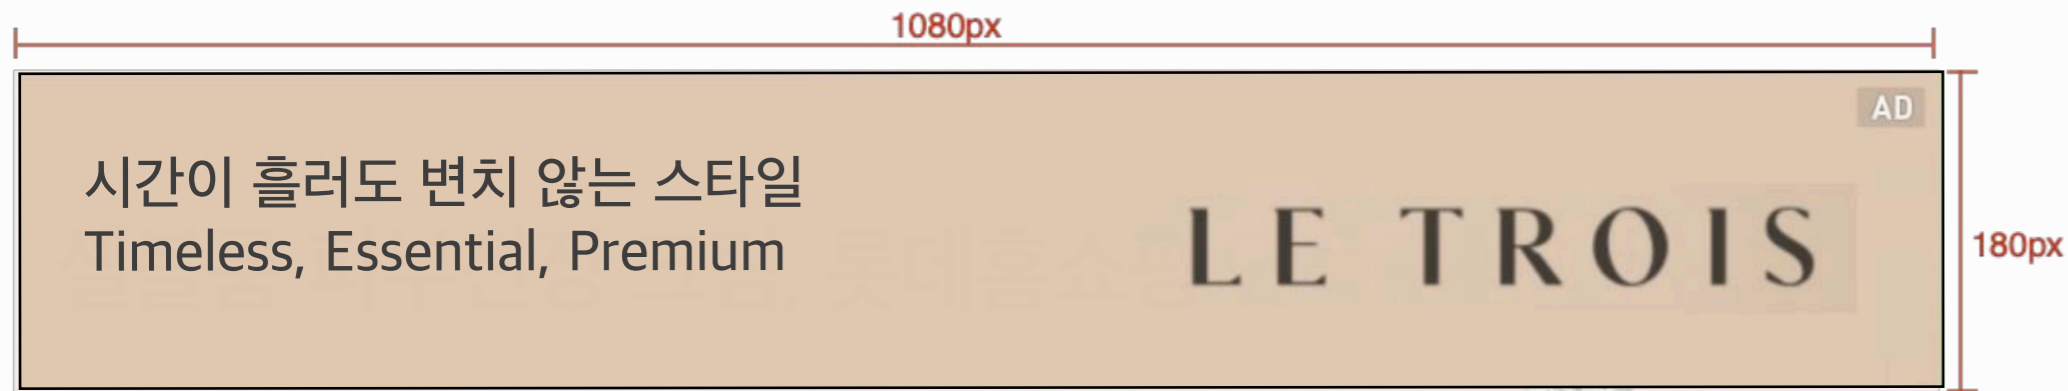 1080px
AD
시간이 흘러도 변치 않는 스타일
Timeless, Essential, Premium
LE TROIS
180px